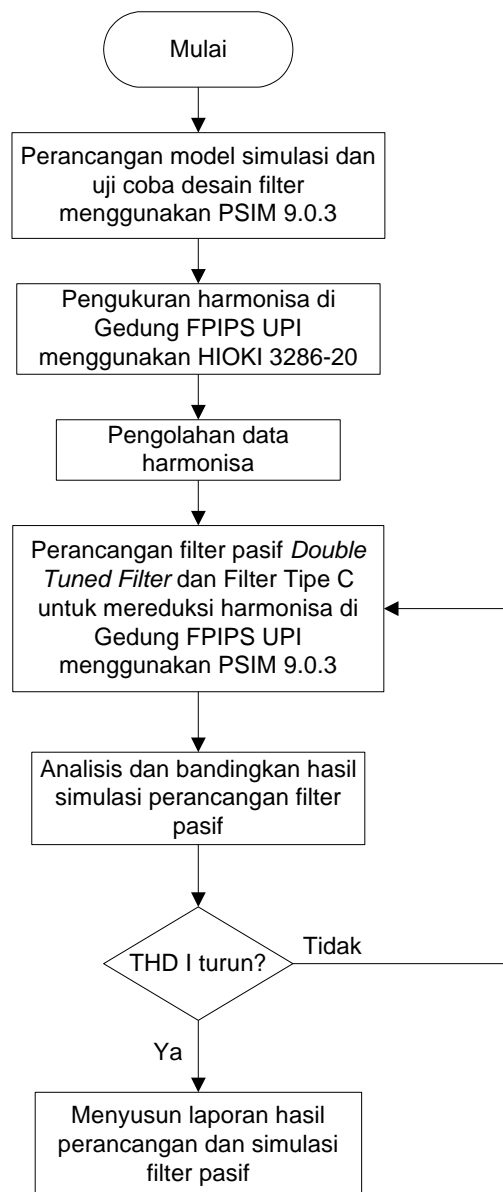 Mulai
Perancangan model simulasi dan
uji coba desain filter
menggunakan PSIM 9.0.3
Pengukuran harmonisa di
Gedung FPIPS UPI
menggunakan HIOKI 3286-20
Pengolahan data
harmonisa
Perancangan filter pasif Double
Tuned Filter dan Filter Tipe C
untuk mereduksi harmonisa di
Gedung FPIPS UPI
menggunakan PSIM 9.0.3
Analisis dan bandingkan hasil
simulasi perancangan filter
pasif
THD I turun?
Tidak
Ya
Menyusun laporan hasil
perancangan dan simulasi
filter pasif